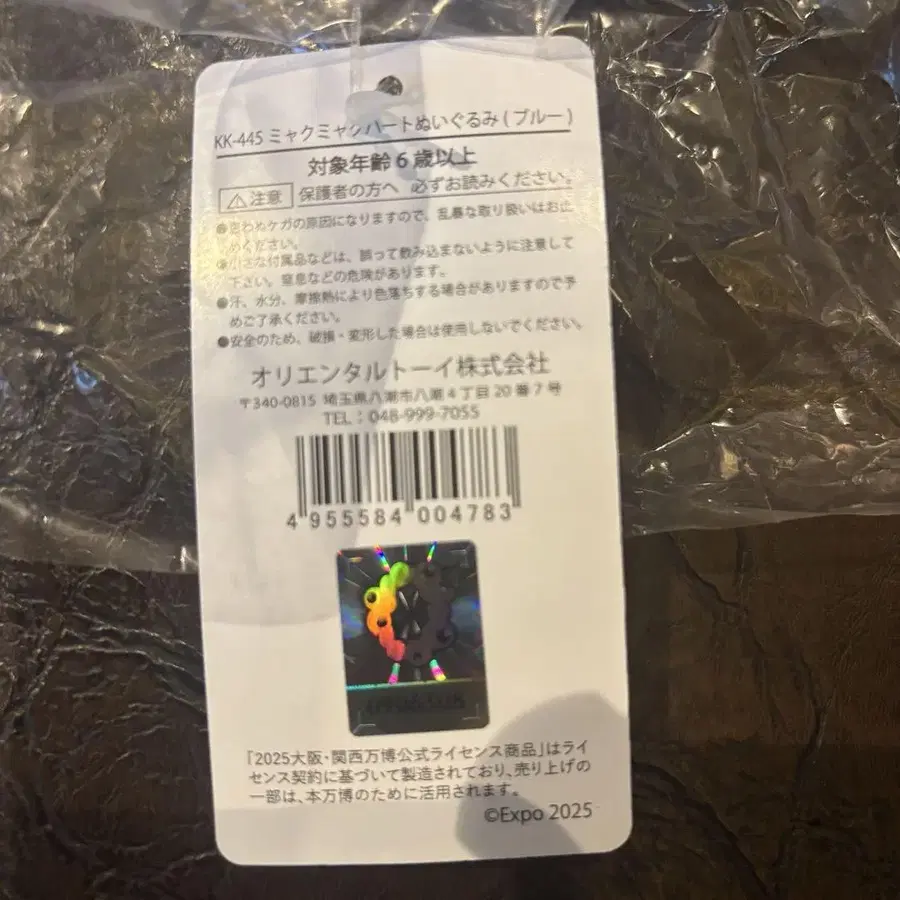 KK-445 ミャクミャクハートぬいぐるみ(ブルー)
対象年齢6歳以上
注意 保護者の方へ 必ずお読みください。
●思わぬケガの原因になりますので、乱暴な取り扱いはお止
めください。
●小さな付属品などは、誤って飲み込まないように注意して
下さい。窒息などの危険があります。
●汗、水分、摩擦熱により色落ちする場合がありますので予
めご了承ください。
●安全のため、破損・変形した場合は使用しないでください。
オリエンタルトーイ株式会社
〒340-0815 埼玉県八潮市八潮4丁目20番7号
TEL：048-999-7055
4 955584 004783
「2025大阪・関西万博公式ライセンス商品」はライ
センス契約に基づいて製造されており、売り上げの
一部は、本万博のために活用されます。
©Expo 2025